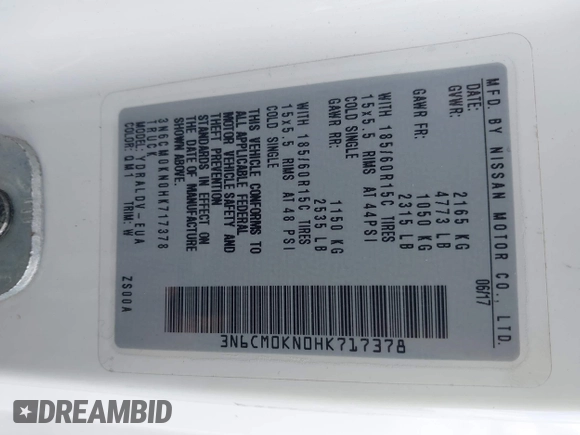 MFD. BY NISSAN MOTOR CO., LTD.
06/17
GVWR: 2165 KG
4773 LB
GAWR FR: 1050 KG
2315 LB
WITH 185/60R15C TIRES
15x5.5 RIMS AT 44PSI
COLD SINGLE
GAWR RR: 1150 KG
2535 LB
WITH 185/60R15C TIRES
15x5.5 RIMS AT 48 PSI
COLD SINGLE
THIS VEHICLE CONFORMS TO
ALL APPLICABLE FEDERAL
MOTOR VEHICLE SAFETY AND
THEFT PREVENTION
STANDARDS IN EFFECT ON
THE DATE OF MANUFACTURE
SHOWN ABOVE.
3N6CM0KN0HK717378
TRUCK
MODEL: YDRALDV-EUA
COLOR: QM1 TRIM: W
ZS00A
3N6CM0KN0HK717378
DREAMBID